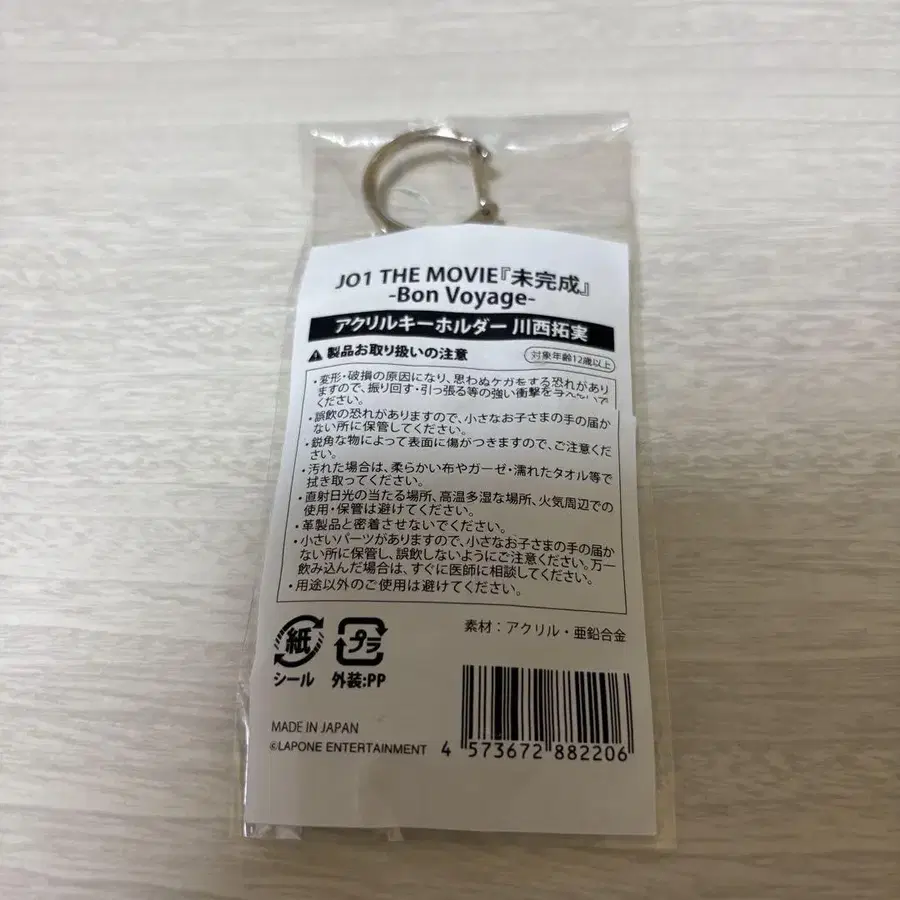 JO1 THE MOVIE『未完成』
-Bon Voyage-
アクリルキーホルダー 川西拓実
製品お取り扱いの注意
対象年齢12歳以上
・変形・破損の原因になり、思わぬケガをする恐れがあり
ますので、振り回す・引っ張る等の強い衝撃を
ください。
・誤飲の恐れがありますので、小さなお子さまの手の届か
ない所に保管してください。
・鋭角な物によって表面に傷がつきますので、ご注意くだ
さい。
・汚れた場合は、柔らかい布やガーゼ・濡れたタオル等で
拭き取ってください。
・直射日光の当たる場所、高温多湿な場所、火気周辺での
使用・保管は避けてください。
・革製品と密着させないでください。
・小さいパーツがありますので、小さなお子さまの手の届か
ない所に保管し、誤飲しないようにご注意ください。万一
飲み込んだ場合は、すぐに医師に相談してください。
・用途以外のご使用は避けてください。
素材：アクリル・亜鉛合金
紙
シール
プラ
外装:PP
MADE IN JAPAN
©LAPONE ENTERTAINMENT
4 573672 882206